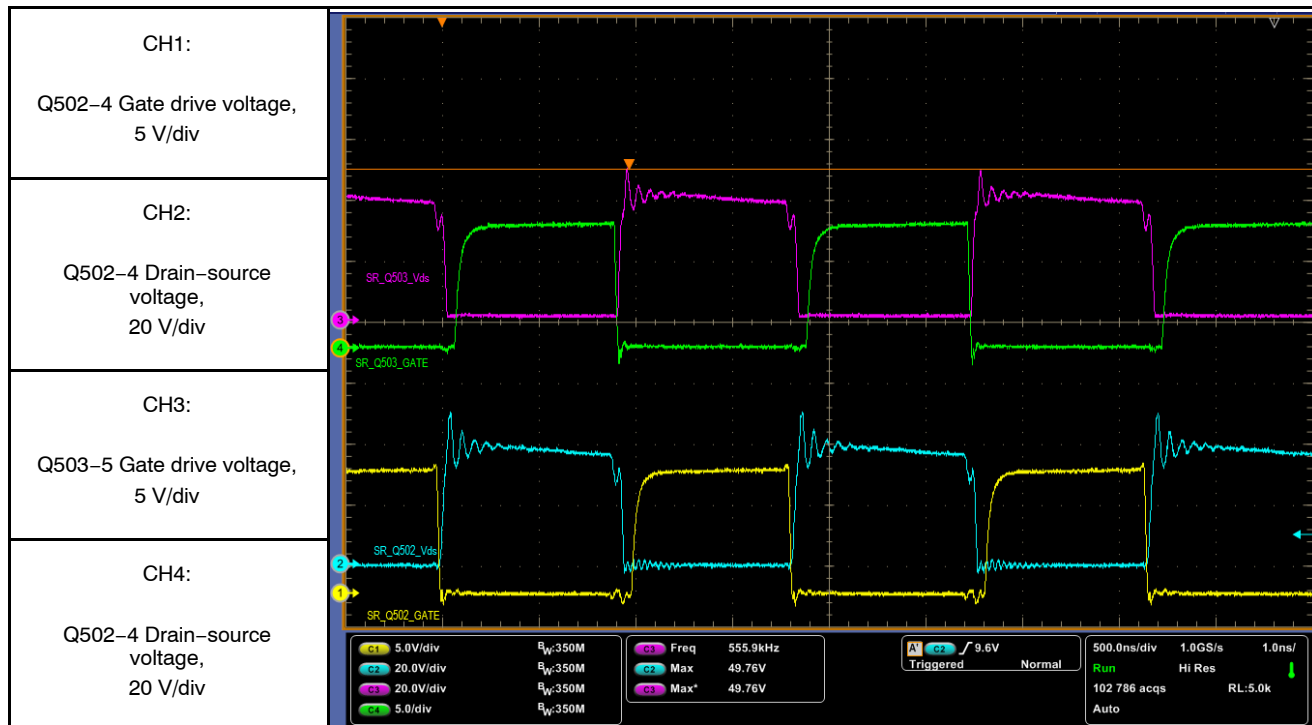 CH1:
Q502−4 Gate drive voltage,
5 V/div
CH2:
Q502−4 Drain−source
voltage,
20 V/div
CH3:
Q503−5 Gate drive voltage,
5 V/div
CH4:
Q502−4 Drain−source
voltage,
20 V/div
SR_Q503_Vds
3
4
SR_Q503_GATE
SR_Q502_Vds
2
1
SR_Q502_GATE
C1 5.0V/div BW:350M
C2 20.0V/div BW:350M
C3 20.0V/div BW:350M
C4 5.0/div BW:350M
C3 Freq 555.9kHz
C2 Max 49.76V
C3 Max* 49.76V
A' C2 9.6V
Triggered Normal
500.0ns/div 1.0GS/s 1.0ns/
Run Hi Res
102 786 acqs RL:5.0k
Auto